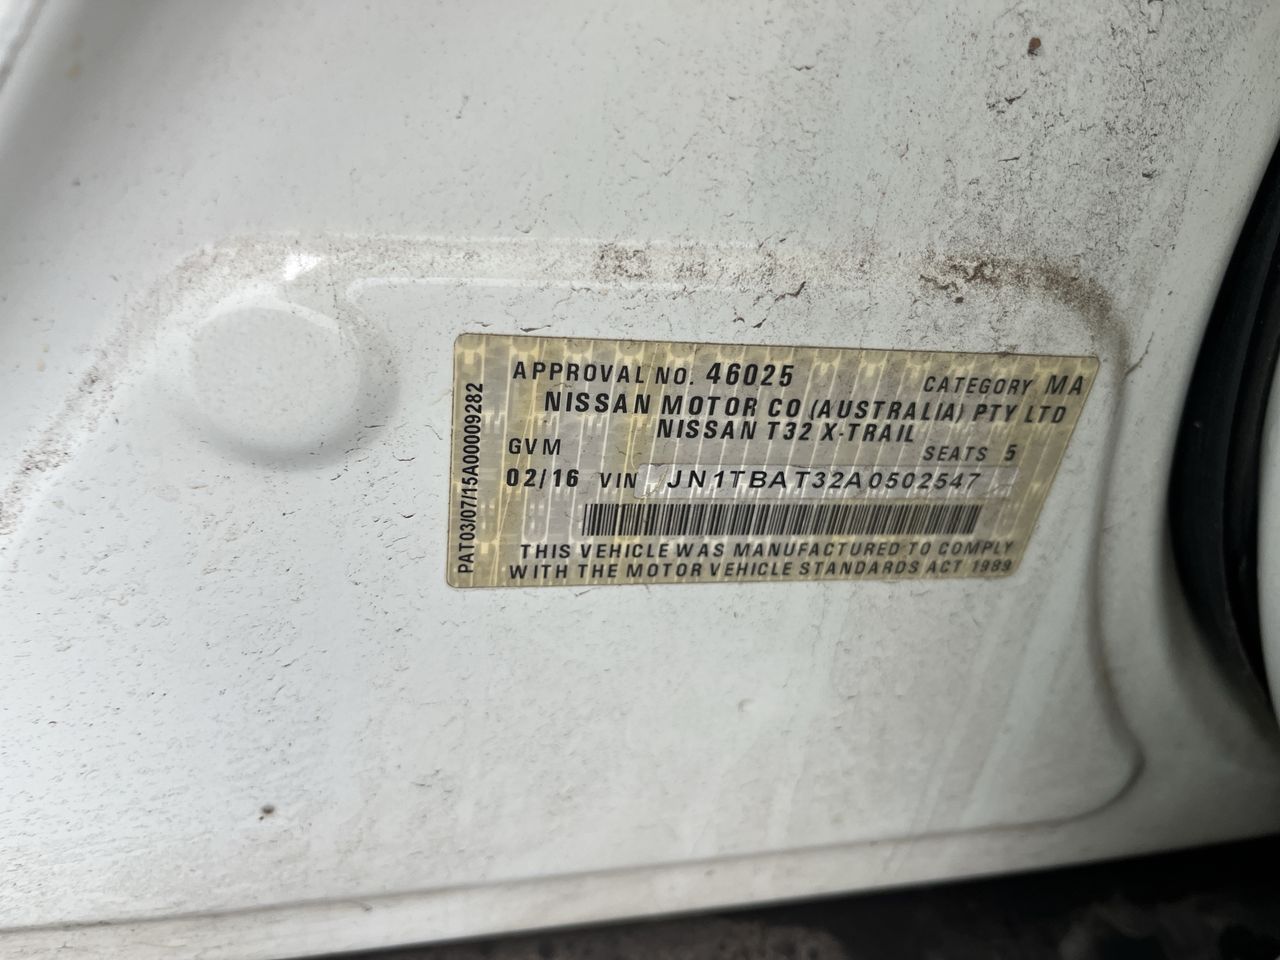 APPROVAL NO. 46025 CATEGORY MA
NISSAN MOTOR CO (AUSTRALIA) PTY LTD
NISSAN T32 X-TRAIL
GVM SEATS 5
02/16 VIN JN1TBAT32A0502547
THIS VEHICLE WAS MANUFACTURED TO COMPLY
WITH THE MOTOR VEHICLE STANDARDS ACT 1989
PAT03/07/15A00009282